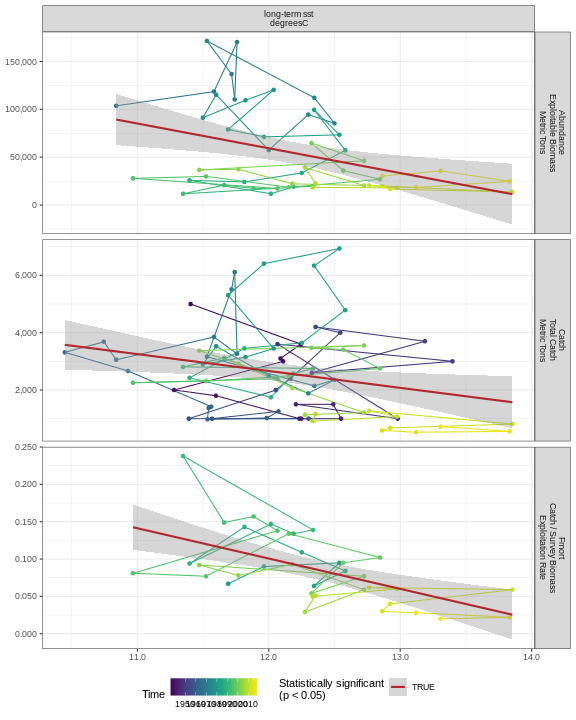 long-term sst
degreesC
150,000
100,000
50,000
0
Abundance
Exploitable Biomass
Metric Tons
6,000
4,000
2,000
Catch
Total Catch
Metric Tons
0.250
0.200
0.150
0.100
0.050
0.000
Fmort
Catch / Survey Biomass
Exploitation Rate
11.0
12.0
13.0
14.0
Time
1950196019701980199020002010
Statistically significant
(p < 0.05)
TRUE